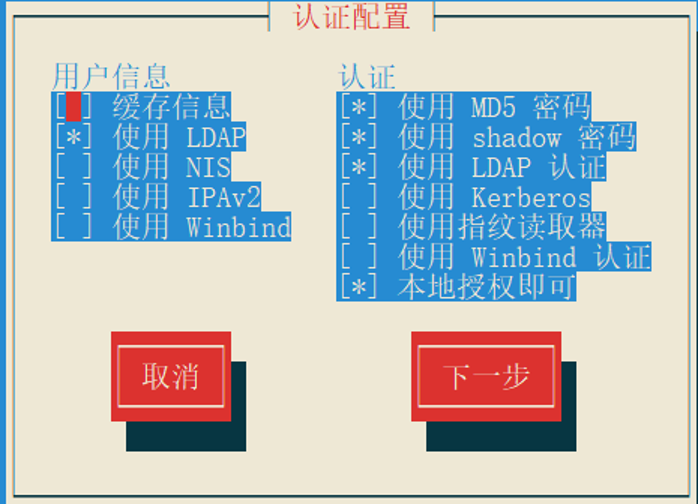 认证配置
用户信息
[ ] 缓存信息
[*] 使用 LDAP
[ ] 使用 NIS
[ ] 使用 IPAv2
[ ] 使用 Winbind
认证
[*] 使用 MD5 密码
[*] 使用 shadow 密码
[*] 使用 LDAP 认证
[ ] 使用 Kerberos
[ ] 使用指纹读取器
[ ] 使用 Winbind 认证
[*] 本地授权即可
取消
下一步